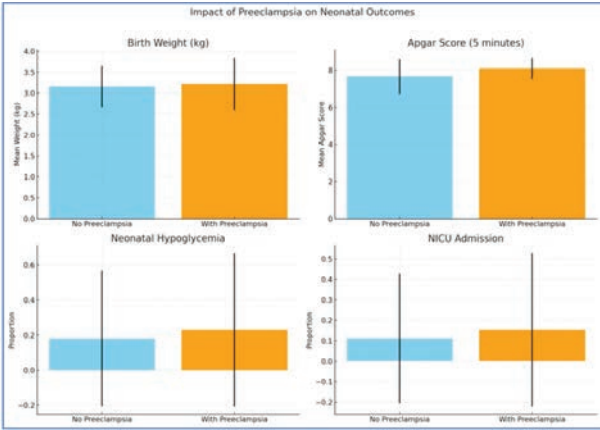 Impact of Preeclampsia on Neonatal Outcomes
Birth Weight (kg)
4.0
3.5
3.0
2.5
2.0
1.5
1.0
0.5
0.0
Mean Weight (kg)
No Preeclampsia With Preeclampsia
Apgar Score (5 minutes)
8
6
4
2
0
Mean Apgar Score
No Preeclampsia With Preeclampsia
Neonatal Hypoglycemia
0.6
0.4
0.2
0.0
−0.2
Proportion
No Preeclampsia With Preeclampsia
NICU Admission
0.5
0.4
0.3
0.2
0.1
0.0
−0.1
−0.2
Proportion
No Preeclampsia With Preeclampsia